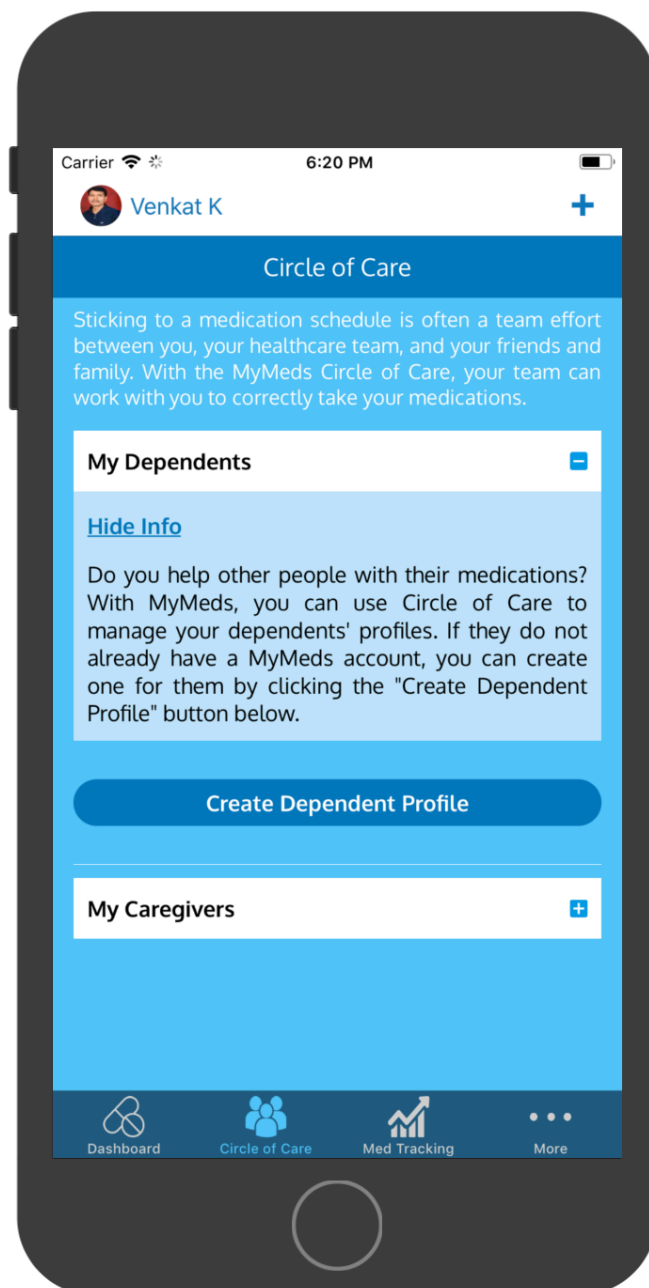 Carrier 6:20 PM
Venkat K +
Circle of Care
Sticking to a medication schedule is often a team effort
between you, your healthcare team, and your friends and
family. With the MyMeds Circle of Care, your team can
work with you to correctly take your medications.
My Dependents
Hide Info
Do you help other people with their medications?
With MyMeds, you can use Circle of Care to
manage your dependents' profiles. If they do not
already have a MyMeds account, you can create
one for them by clicking the "Create Dependent
Profile" button below.
Create Dependent Profile
My Caregivers
Dashboard Circle of Care Med Tracking More